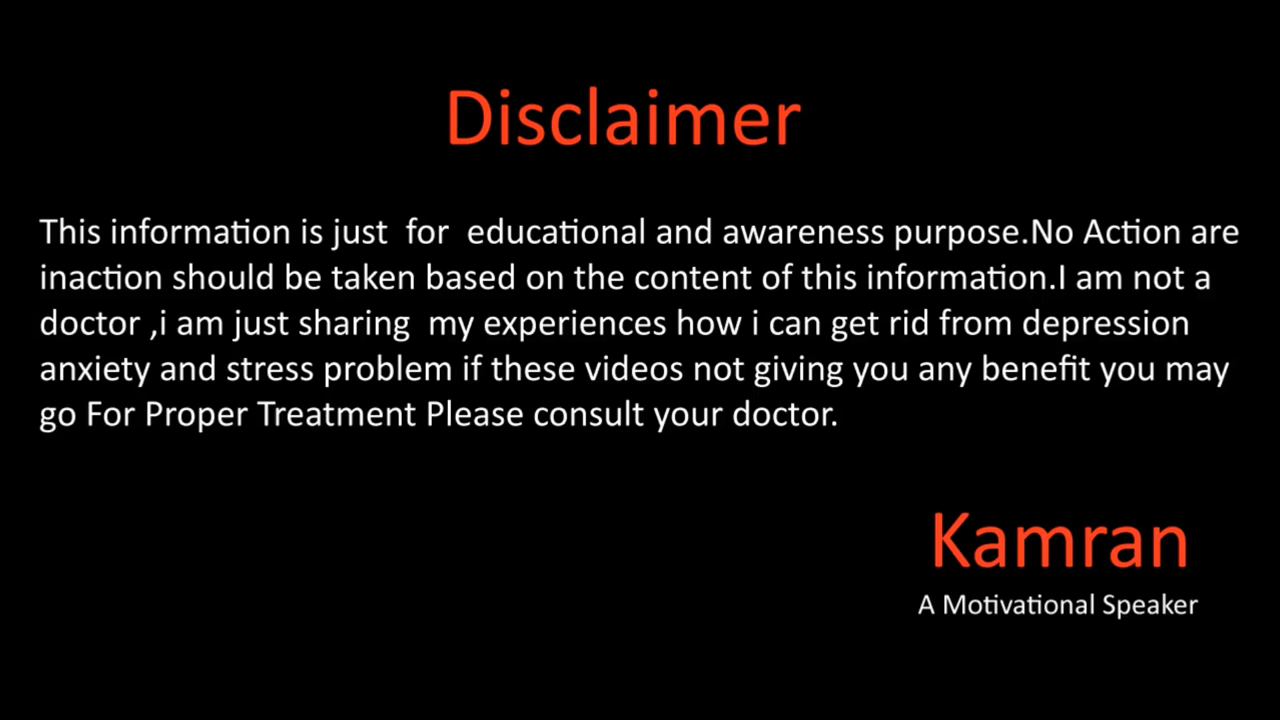 Disclaimer
This information is just  for  educational and awareness purpose.No Action are
inaction should be taken based on the content of this information.I am not a
doctor ,i am just sharing  my experiences how i can get rid from depression
anxiety and stress problem if these videos not giving you any benefit you may
go For Proper Treatment Please consult your doctor.
Kamran
A Motivational Speaker